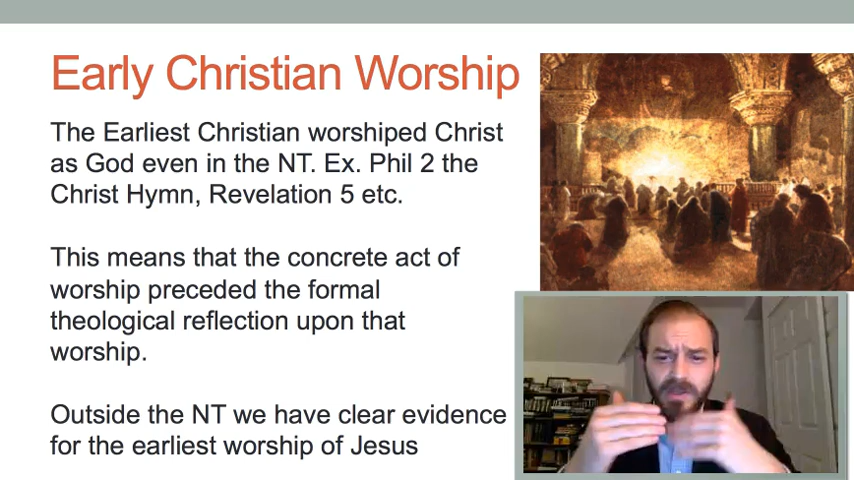 Early Christian Worship
The Earliest Christian worshiped Christ
as God even in the NT. Ex. Phil 2 the
Christ Hymn, Revelation 5 etc.
This means that the concrete act of
worship preceded the formal
theological reflection upon that
worship.
Outside the NT we have clear evidence
for the earliest worship of Jesus